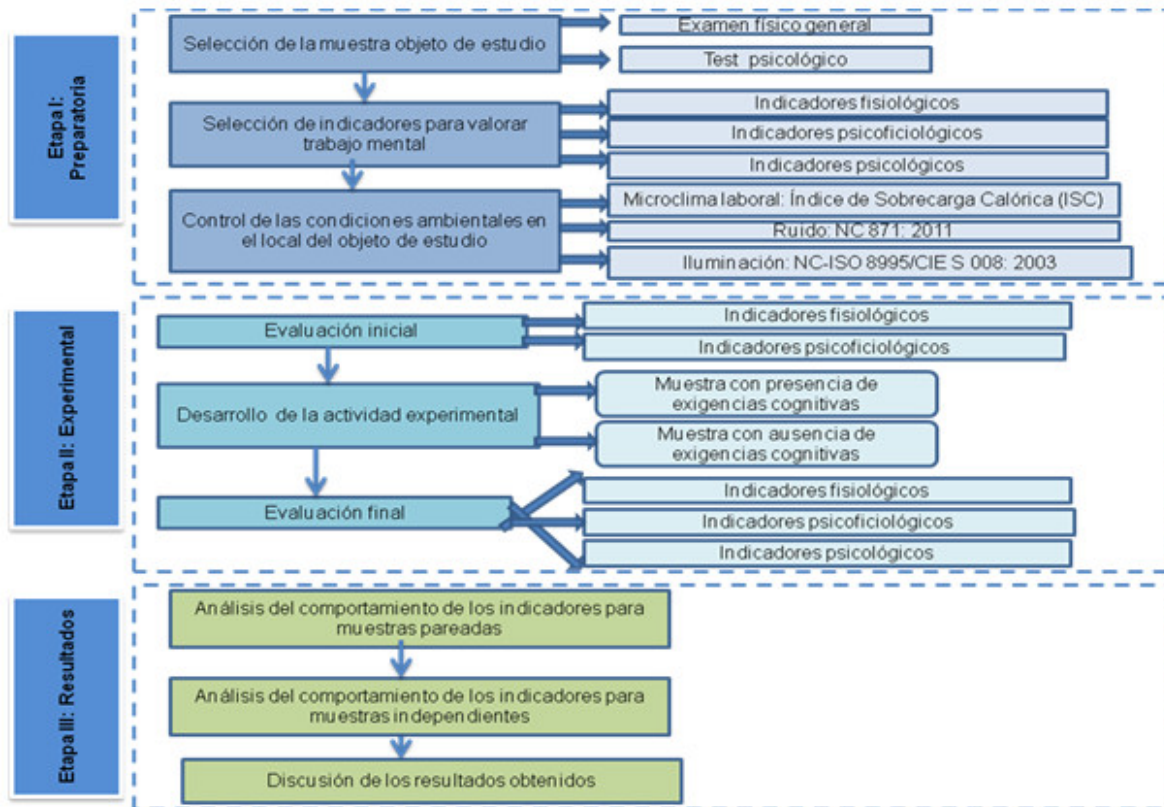 Etapa I:
Preparatoria
Selección de la muestra objeto de estudio
Examen físico general
Test psicológico
Selección de indicadores para valorar
trabajo mental
Indicadores fisiológicos
Indicadores psicoficiológicos
Indicadores psicológicos
Control de las condiciones ambientales en
el local del objeto de estudio
Microclima laboral: Índice de Sobrecarga Calórica (ISC)
Ruido: NC 871: 2011
Iluminación: NC-ISO 8995/CIE S 008: 2003
Etapa II: Experimental
Evaluación inicial
Indicadores fisiológicos
Indicadores psicoficiológicos
Desarrollo de la actividad experimental
Muestra con presencia de
exigencias cognitivas
Muestra con ausencia de
exigencias cognitivas
Evaluación final
Indicadores fisiológicos
Indicadores psicoficiológicos
Indicadores psicológicos
Etapa III: Resultados
Análisis del comportamiento de los indicadores para
muestras pareadas
Análisis del comportamiento de los indicadores para
muestras independientes
Discusión de los resultados obtenidos